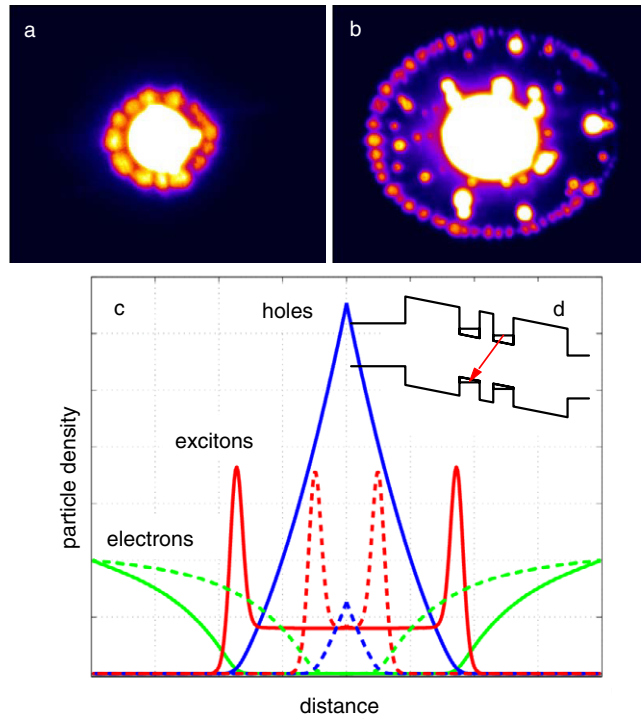 a
b
c
holes
d
excitons
electrons
particle density
distance